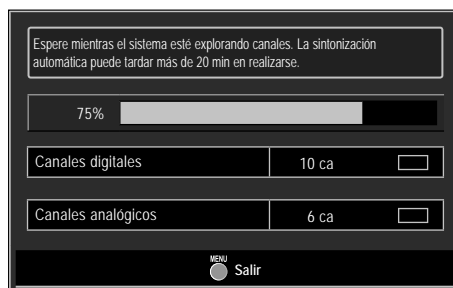 Espere mientras el sistema esté explorando canales. La sintonización
automática puede tardar más de 20 min en realizarse.
75%
Canales digitales 10 ca
Canales analógicos 6 ca
MENU
Salir